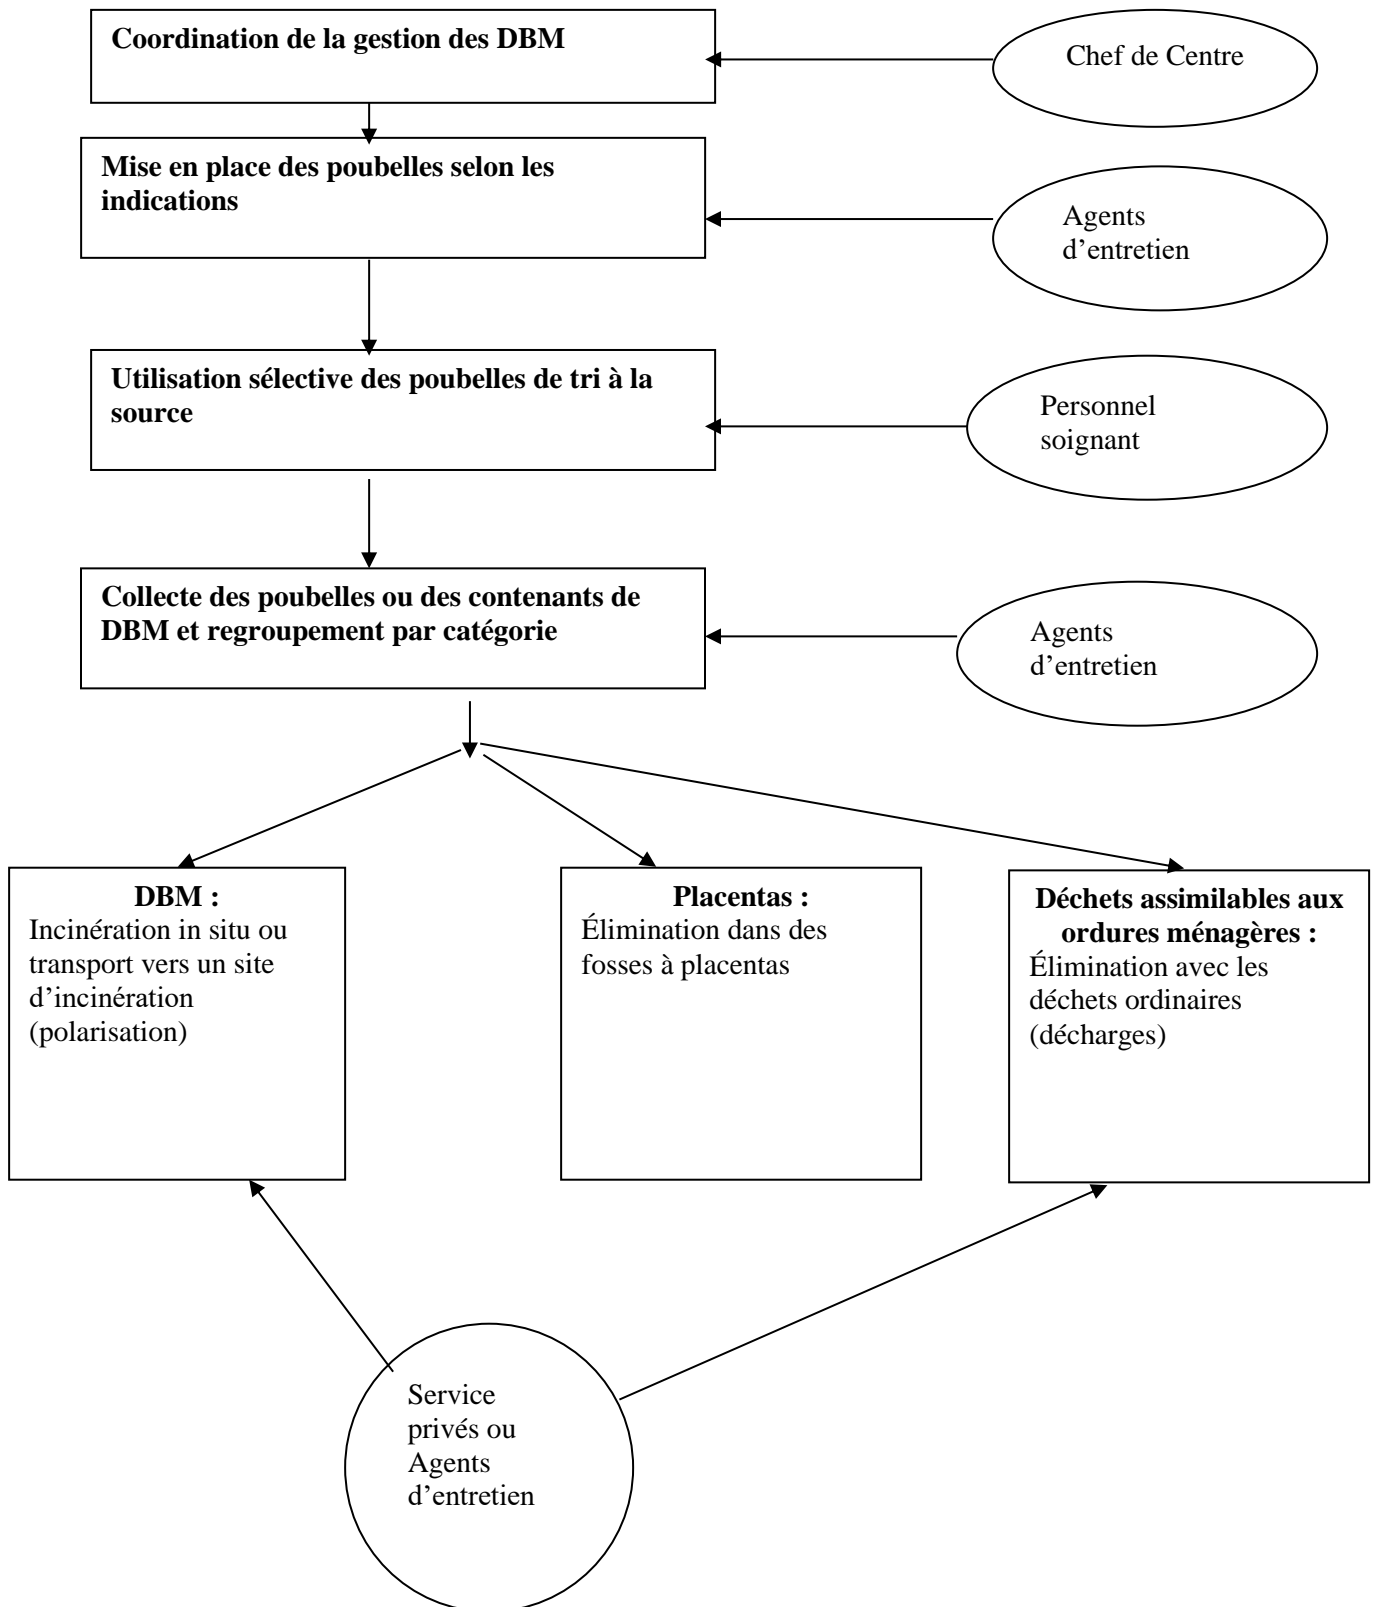 Coordination de la gestion des DBM
Chef de Centre
Mise en place des poubelles selon les
indications
Agents
d’entretien
Utilisation sélective des poubelles de tri à la
source
Personnel
soignant
Collecte des poubelles ou des contenants de
DBM et regroupement par catégorie
Agents
d’entretien
DBM :
Incinération in situ ou
transport vers un site
d’incinération
(polarisation)
Placentas :
Élimination dans des
fosses à placentas
Déchets assimilables aux
ordures ménagères :
Élimination avec les
déchets ordinaires
(décharges)
Service
privés ou
Agents
d’entretien